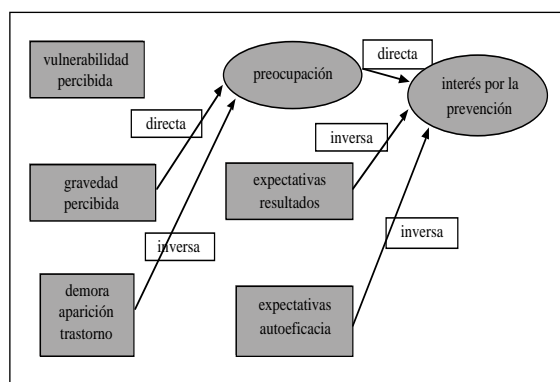 vulnerabilidad
percibida
preocupación
directa
interés por la
prevención
directa
inversa
gravedad
percibida
expectativas
resultados
inversa
inversa
demora
aparición
trastorno
expectativas
autoeficacia